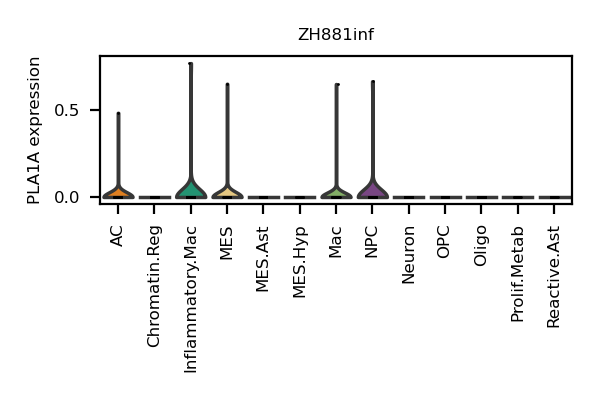 ZH881inf
PLA1A expression
0.5
0.0
AC
Chromatin.Reg
Inflammatory.Mac
MES
MES.Ast
MES.Hyp
Mac
NPC
Neuron
OPC
Oligo
Prolif.Metab
Reactive.Ast